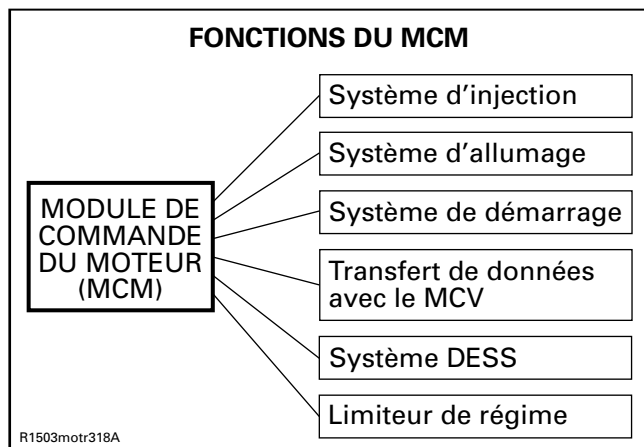 FONCTIONS DU MCM
MODULE DE
COMMANDE
DU MOTEUR
(MCM)
Système d'injection
Système d'allumage
Système de démarrage
Transfert de données
avec le MCV
Système DESS
Limiteur de régime
R1503motr318A